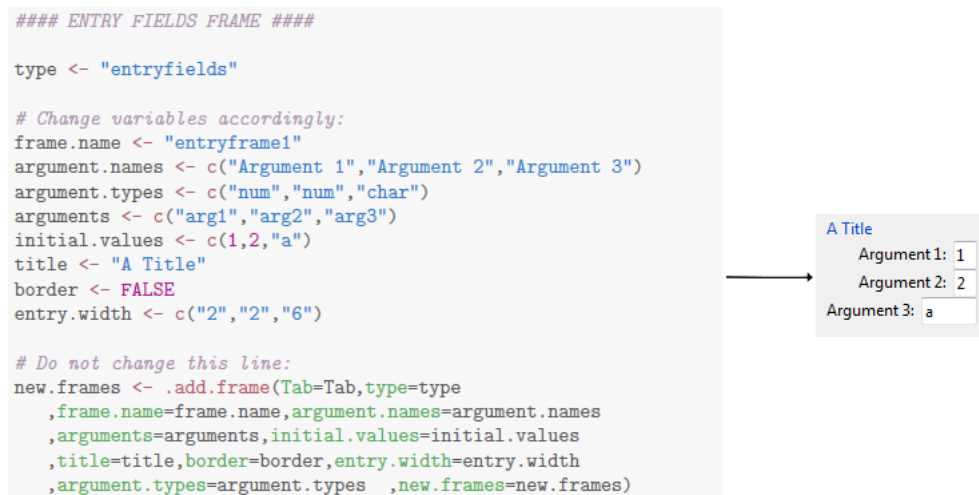 #### ENTRY FIELDS FRAME ####
type <- "entryfields"
# Change variables accordingly:
frame.name <- "entryframe1"
argument.names <- c("Argument 1","Argument 2","Argument 3")
argument.types <- c("num","num","char")
arguments <- c("arg1","arg2","arg3")
initial.values <- c(1,2,"a")
title <- "A Title"
border <- FALSE
entry.width <- c("2","2","6")
# Do not change this line:
new.frames <- .add.frame(Tab=Tab,type=type
,frame.name=frame.name,argument.names=argument.names
,arguments=arguments,initial.values=initial.values
,title=title,border=border,entry.width=entry.width
,argument.types=argument.types  ,new.frames=new.frames)
A Title
Argument 1: 1
Argument 2: 2
Argument 3: a